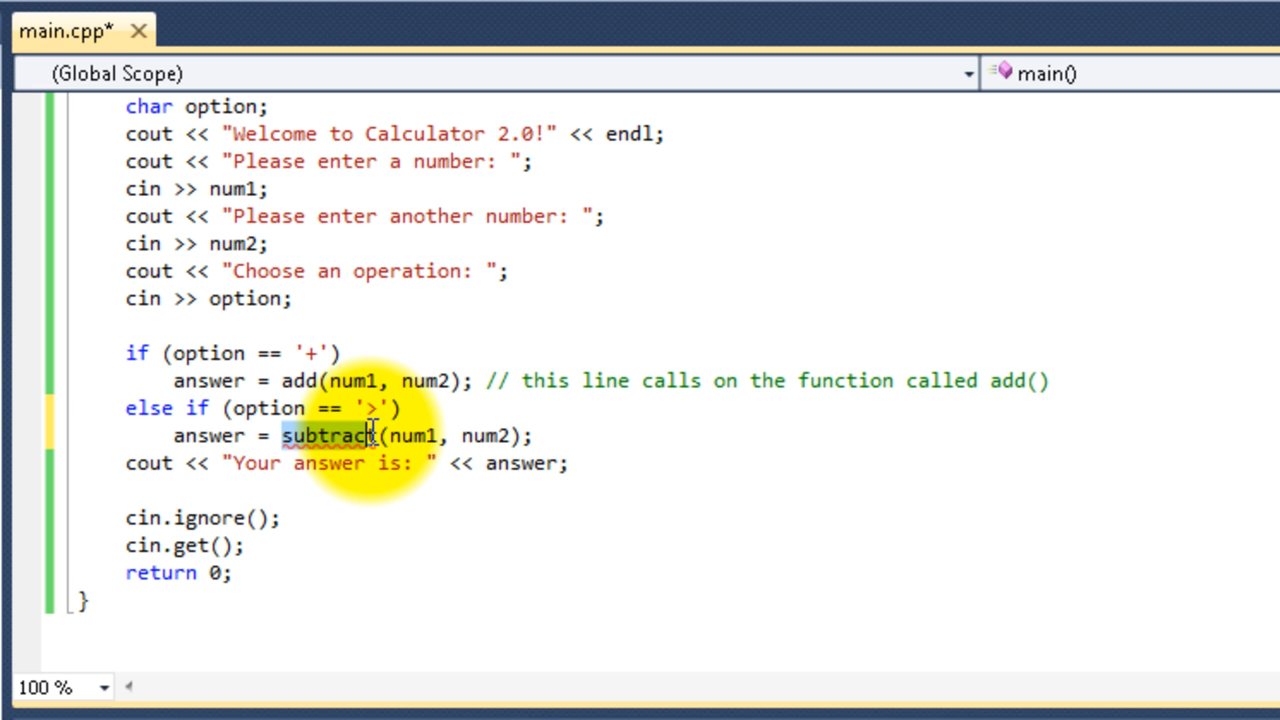 main.cpp*
(Global Scope) main()
char option;
cout << "Welcome to Calculator 2.0!" << endl;
cout << "Please enter a number: ";
cin >> num1;
cout << "Please enter another number: ";
cin >> num2;
cout << "Choose an operation: ";
cin >> option;
if (option == '+')
answer = add(num1, num2); // this line calls on the function called add()
else if (option == '>')
answer = subtract(num1, num2);
cout << "Your answer is: " << answer;
cin.ignore();
cin.get();
return 0;
}
100 %